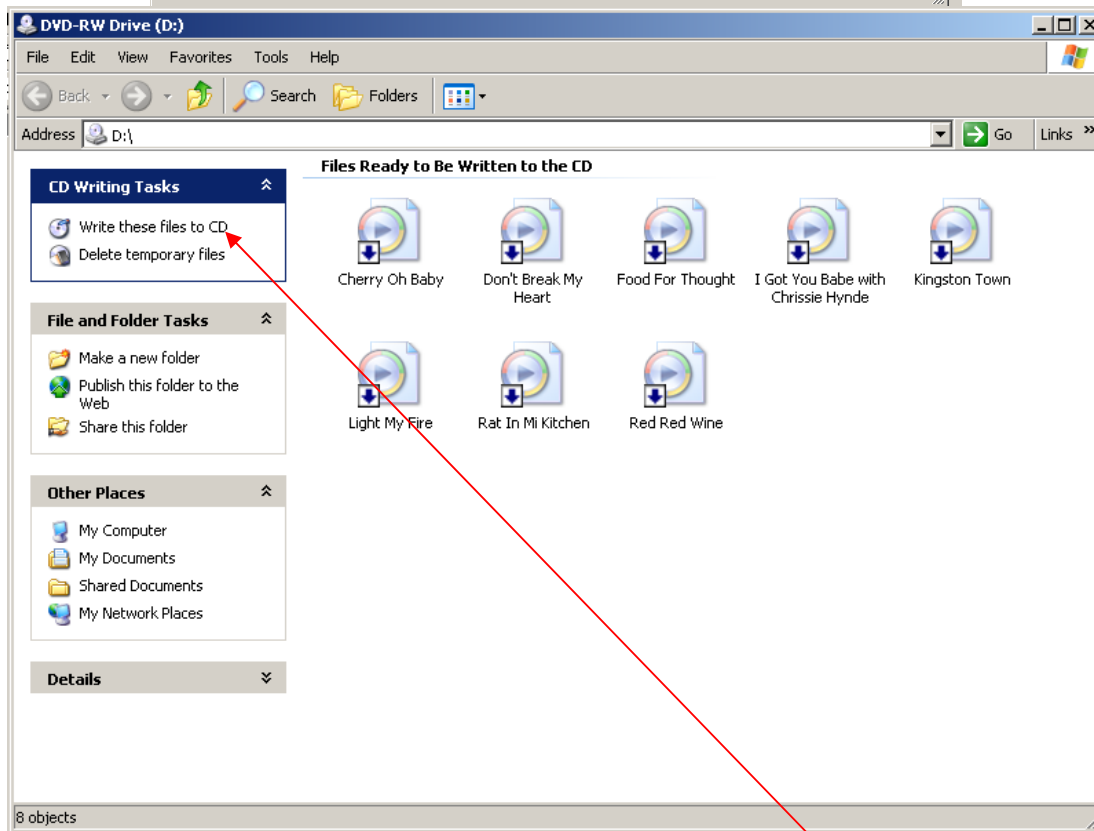 DVD-RW Drive (D:)
File Edit View Favorites Tools Help
Back Search Folders
Address D:\ Go Links »
CD Writing Tasks
Write these files to CD
Delete temporary files
File and Folder Tasks
Make a new folder
Publish this folder to the
Web
Share this folder
Other Places
My Computer
My Documents
Shared Documents
My Network Places
Details
Files Ready to Be Written to the CD
Cherry Oh Baby
Don't Break My
Heart
Food For Thought
I Got You Babe with
Chrissie Hynde
Kingston Town
Light My Fire
Rat In Mi Kitchen
Red Red Wine
8 objects